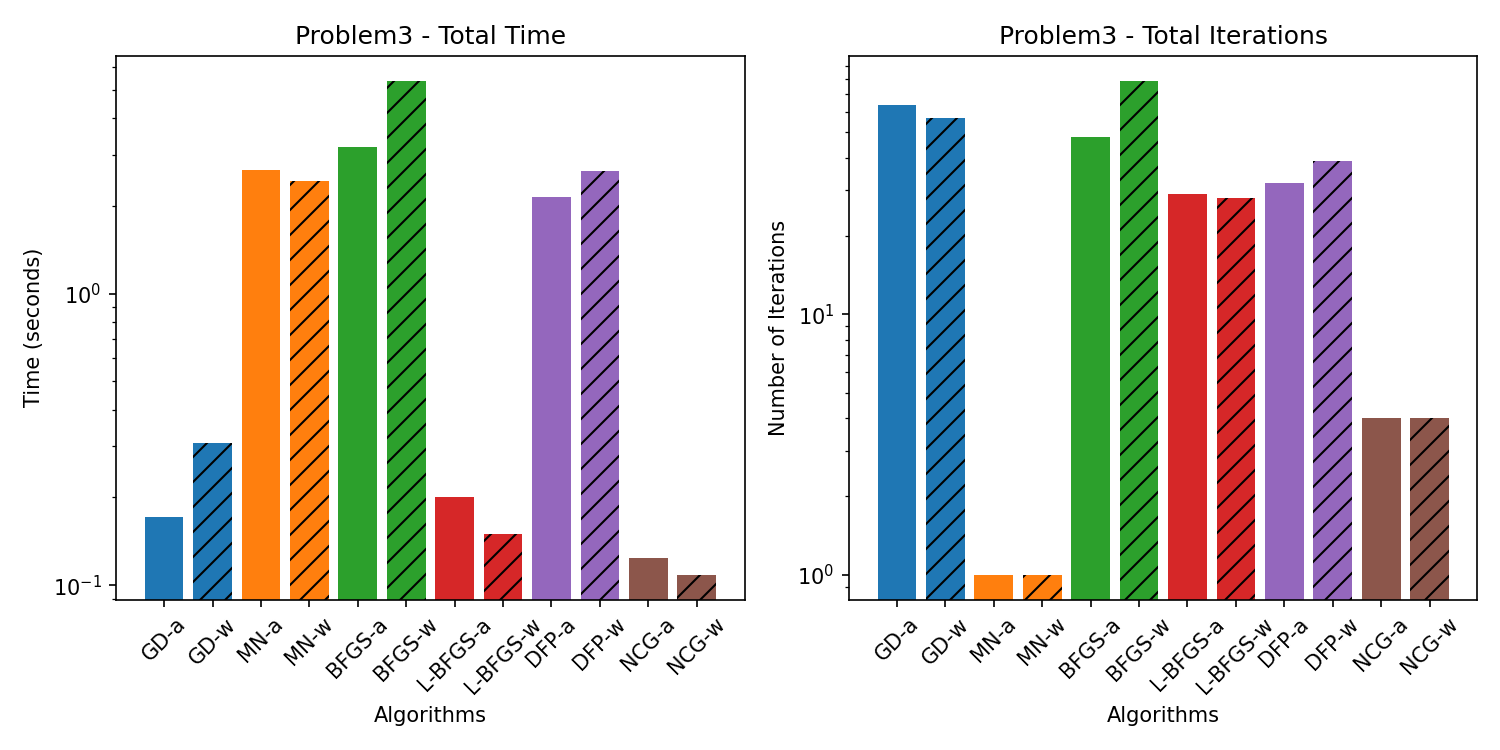 Problem3 - Total Time
Time (seconds)
10⁰
10⁻¹
GD-a
GD-w
MN-a
MN-w
BFGS-a
BFGS-w
L-BFGS-a
L-BFGS-w
DFP-a
DFP-w
NCG-a
NCG-w
Algorithms
Problem3 - Total Iterations
Number of Iterations
10¹
10⁰
GD-a
GD-w
MN-a
MN-w
BFGS-a
BFGS-w
L-BFGS-a
L-BFGS-w
DFP-a
DFP-w
NCG-a
NCG-w
Algorithms